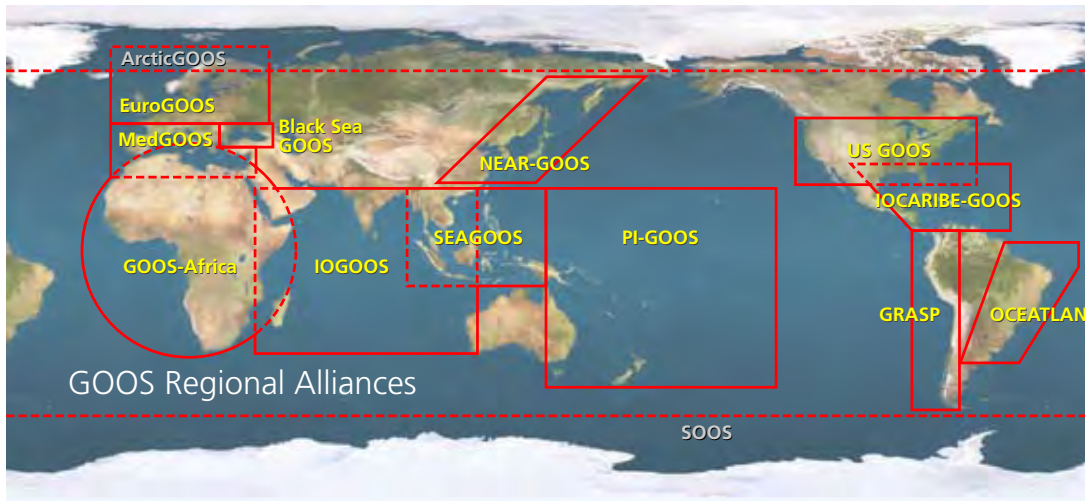 ArcticGOOS
EuroGOOS
MedGOOS
Black Sea
GOOS
NEAR-GOOS
US GOOS
IOCARIBE-GOOS
SEAGOOS
PI-GOOS
GOOS-Africa
IOGOOS
GRASP
OCEATLAN
GOOS Regional Alliances
SOOS